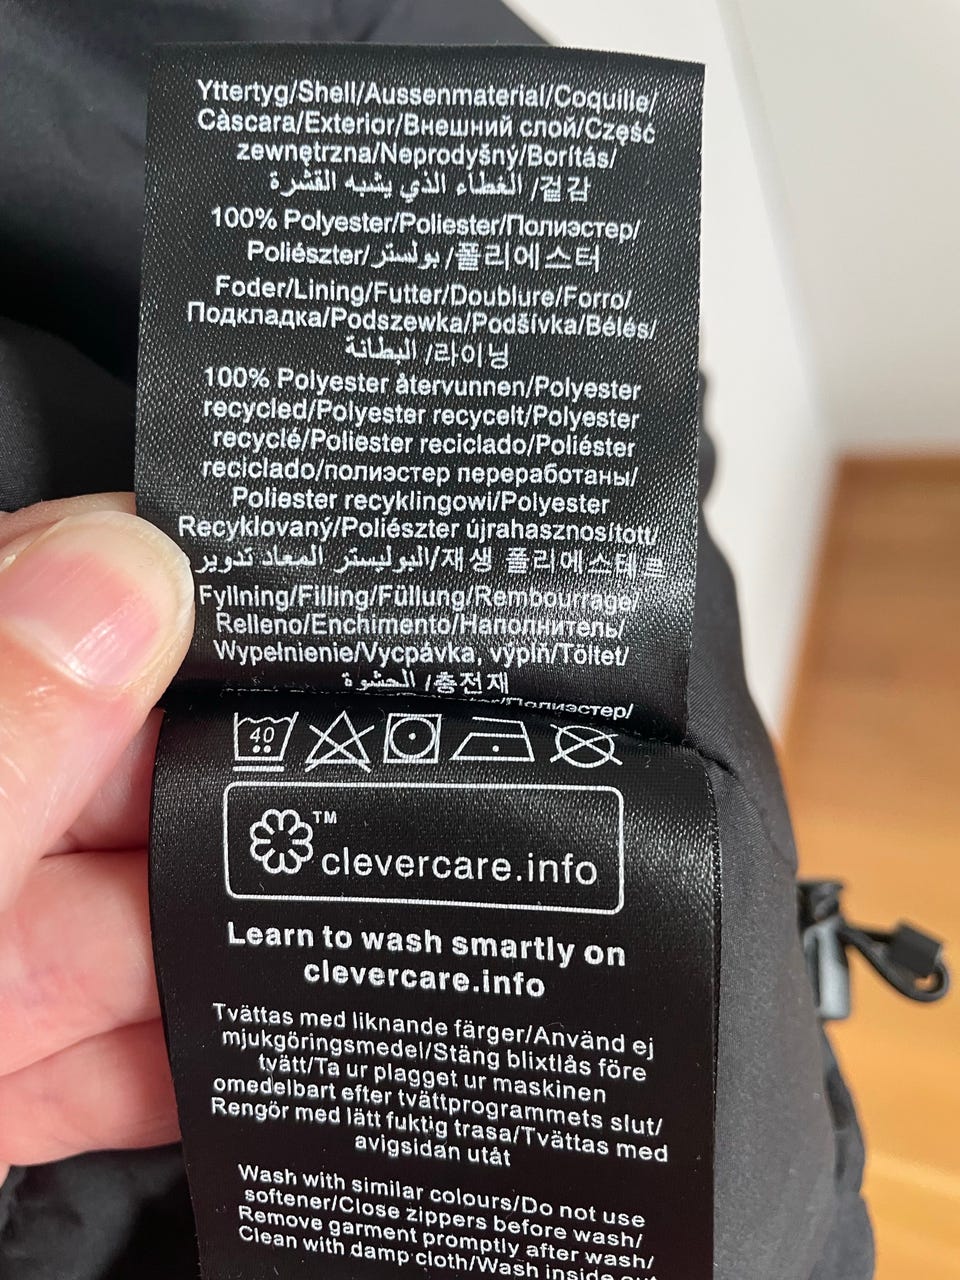 Yttertyg/Shell/Aussenmaterial/Coquille/
Càscara/Exterior/Внешний слой/Część
zewnętrzna/Neprodyšný/Borítás/
الغطاء الذي يشبه القشرة /겉감
100% Polyester/Poliester/Полиэстер/
Poliészter/بولستر/폴리에스터
Foder/Lining/Futter/Doublure/Forro/
Подкладка/Podszewka/Podšívka/Bélés/
البطانة /라이닝
100% Polyester återvunnen/Polyester
recycled/Polyester recycelt/Polyester
recyclé/Poliester reciclado/Poliéster
reciclado/полиэстер переработаны/
Poliester recyklingowi/Polyester
Recyklovaný/Poliészter újrahasznosított/
البوليستر المعاد تدوير/재생 폴리에스테르
Fyllning/Filling/Füllung/Rembourrage/
Relleno/Enchimento/Наполнитель/
Wypełnienie/Vycpávka, výplň/Töltet/
الحشوة /충전재
/Полиэстер/
40
™
clevercare.info
Learn to wash smartly on
clevercare.info
Tvättas med liknande färger/Använd ej
mjukgöringsmedel/Stäng blixtlås före
tvätt/Ta ur plagget ur maskinen
omedelbart efter tvättprogrammets slut/
Rengör med lätt fuktig trasa/Tvättas med
avigsidan utåt
Wash with similar colours/Do not use
softener/Close zippers before wash/
Remove garment promptly after wash/
Clean with damp cloth/Wash inside out